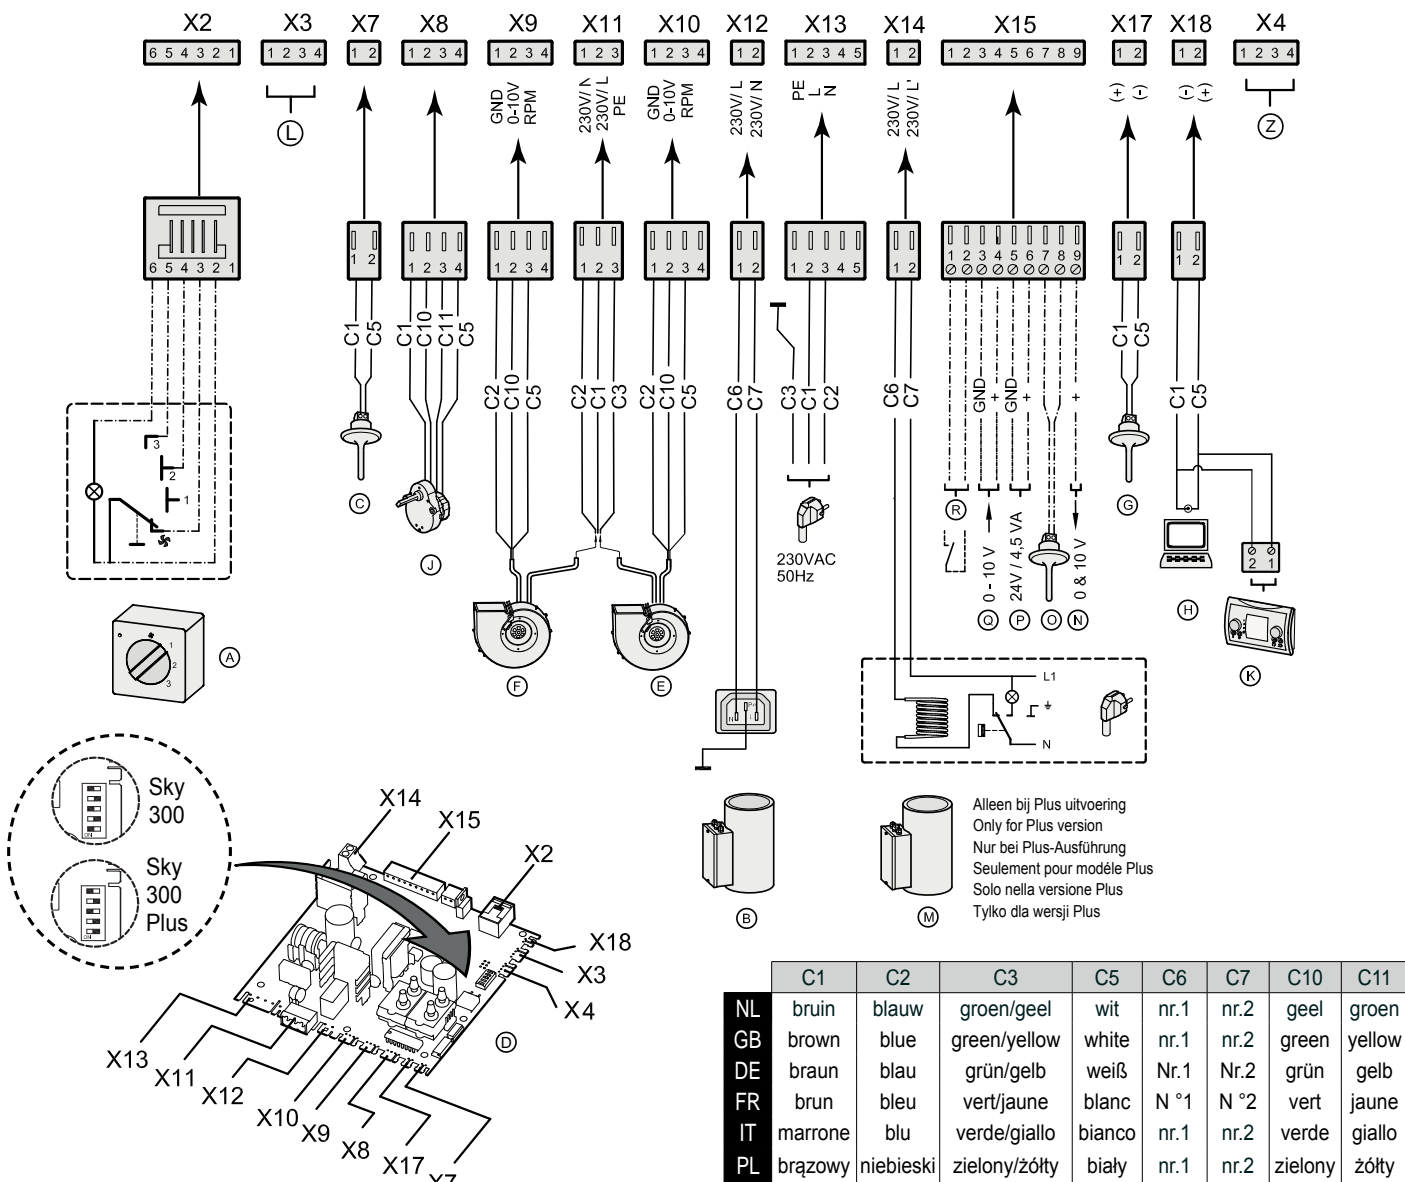 X2 X3 X7 X8 X9 X11 X10 X12 X13 X14 X15 X17 X18 X4
6 5 4 3 2 1 1 2 3 4 1 2 1 2 3 4 1 2 3 4 1 2 3 1 2 3 4 1 2 1 2 3 4 5 1 2 1 2 3 4 5 6 7 8 9 1 2 1 2 1 2 3 4
L
GND
0-10V
RPM
230V/ N
230V/ L
PE
GND
0-10V
RPM
230V/ L
230V/ N
PE
L
N
230V/ L
230V/ L'
(+)
(-)
(-)
(+)
Z
6 5 4 3 2 1 1 2 1 2 3 4 1 2 3 4 1 2 3 1 2 3 4 1 2 1 2 3 4 5 1 2 1 2 3 4 5 6 7 8 9 1 2 1 2
C1 C5
C1 C10 C11 C5
C2 C10 C5
C2 C1 C3
C2 C10 C5
C6 C7
C3 C1 C2
C6 C7
GND + GND + +
C1 C5
C1 C5
3
2
1
C
J
230VAC
50Hz
R
0 - 10 V
24V / 4.5 VA
0 & 10 V
Q P O N
G
2 1
H
K
1
2
3
A
F
E
N L
L1
N
B
M
Alleen bij Plus uitvoering
Only for Plus version
Nur bei Plus-Ausführung
Seulement pour modéle Plus
Solo nella versione Plus
Tylko dla wersji Plus
Sky
300
ON
Sky
300
Plus
ON
X14
X15
X2
X18
X3
X4
D
X13
X11
X12
X10
X9
X8
X17
X7
C1 C2 C3 C5 C6 C7 C10 C11
NL bruin blauw groen/geel wit nr.1 nr.2 geel groen
GB brown blue green/yellow white nr.1 nr.2 green yellow
DE braun blau grün/gelb weiß Nr.1 Nr.2 grün gelb
FR brun bleu vert/jaune blanc N °1 N °2 vert jaune
IT marrone blu verde/giallo bianco nr.1 nr.2 verde giallo
PL brązowy niebieski zielony/żółty biały nr.1 nr.2 zielony żółty